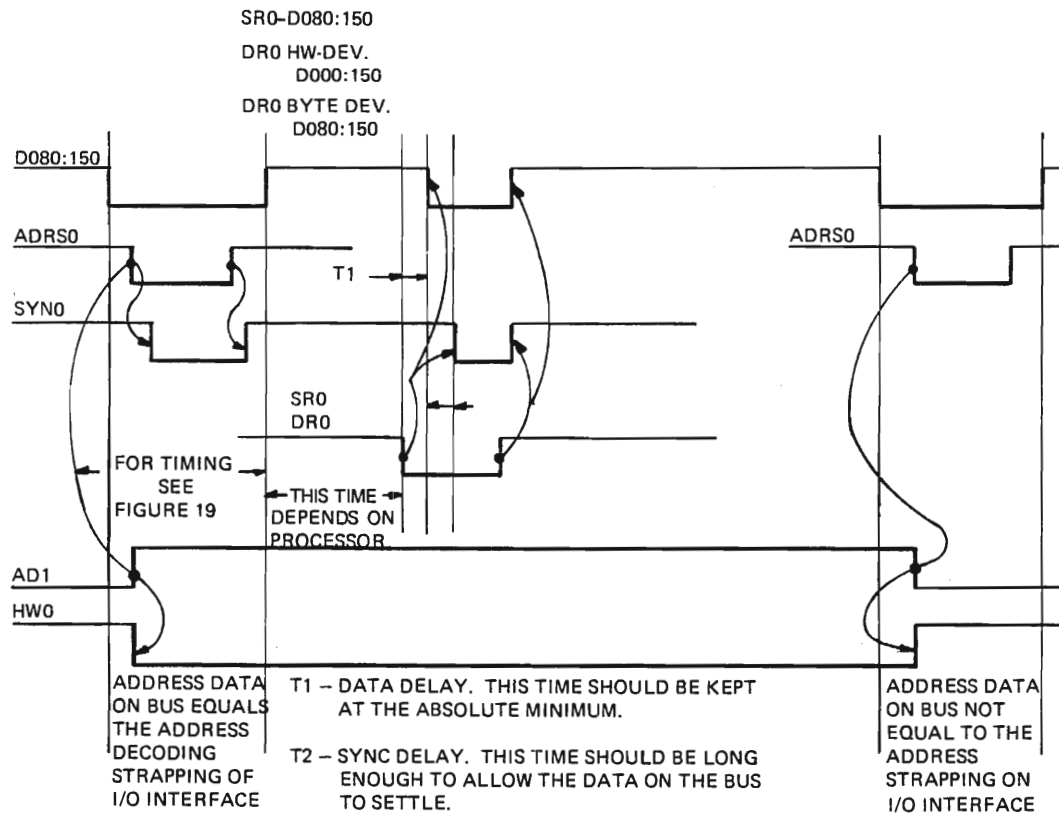 SR0-D080:150
DR0 HW-DEV.
D000:150
DR0 BYTE DEV.
D080:150
D080:150
ADRS0
ADRS0
T1
SYN0
SR0
DR0
FOR TIMING
SEE
FIGURE 19
THIS TIME
DEPENDS ON
PROCESSOR
AD1
HW0
ADDRESS DATA
ON BUS EQUALS
THE ADDRESS
DECODING
STRAPPING OF
I/O INTERFACE
T1 – DATA DELAY. THIS TIME SHOULD BE KEPT
AT THE ABSOLUTE MINIMUM.
T2 – SYNC DELAY. THIS TIME SHOULD BE LONG
ENOUGH TO ALLOW THE DATA ON THE BUS
TO SETTLE.
ADDRESS DATA
ON BUS NOT
EQUAL TO THE
ADDRESS
STRAPPING ON
I/O INTERFACE